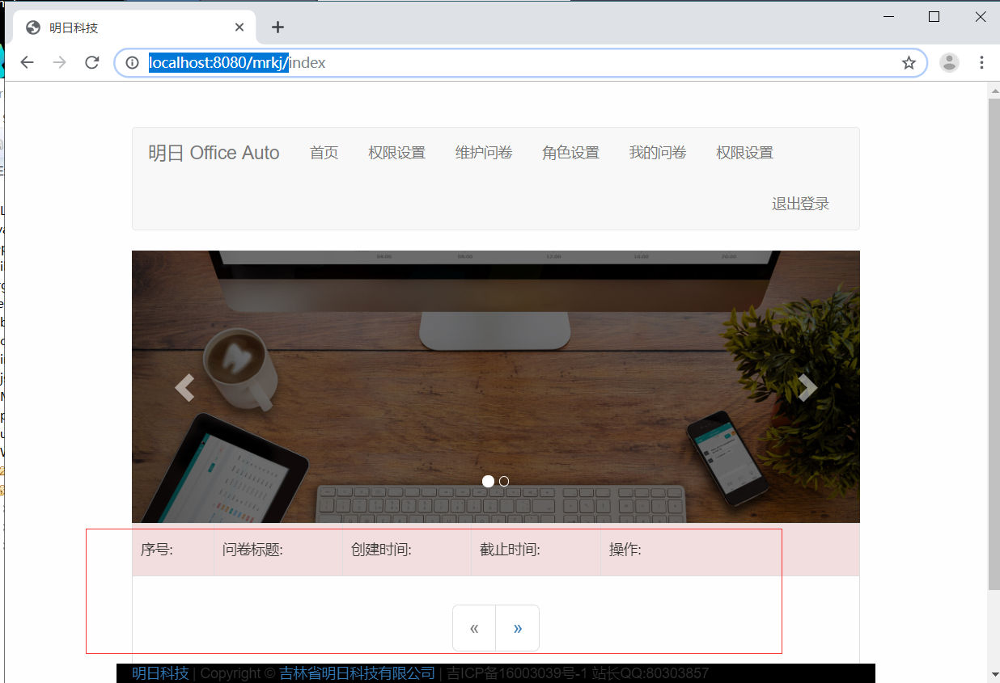 明日科技
localhost:8080/mrkj/index
明日 Office Auto 首页 权限设置 维护问卷 角色设置 我的问卷 权限设置
退出登录
序号: 问卷标题: 创建时间: 截止时间: 操作:
« »
明日科技 | Copyright © 吉林省明日科技有限公司 | 吉ICP备16003039号-1 站长QQ:80303857